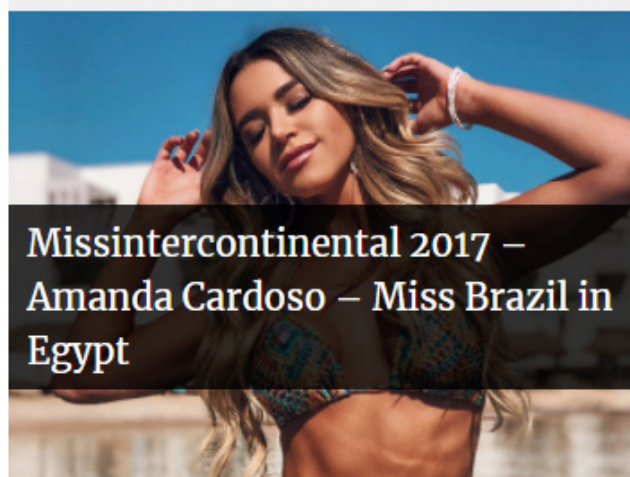 Missintercontinental 2017 –
Amanda Cardoso – Miss Brazil in
Egypt